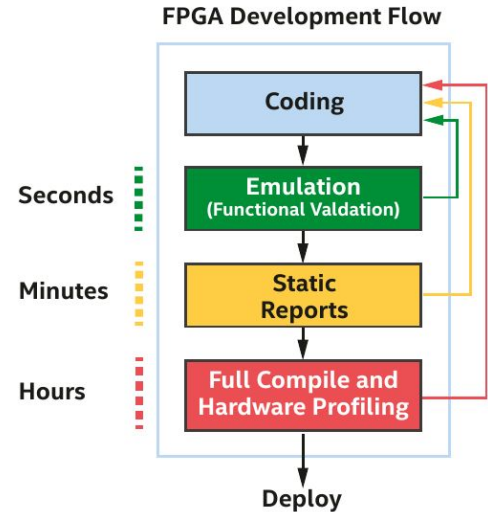 FPGA Development Flow
Coding
Seconds
Emulation
(Functional Valdation)
Minutes
Static
Reports
Hours
Full Compile and
Hardware Profiling
Deploy